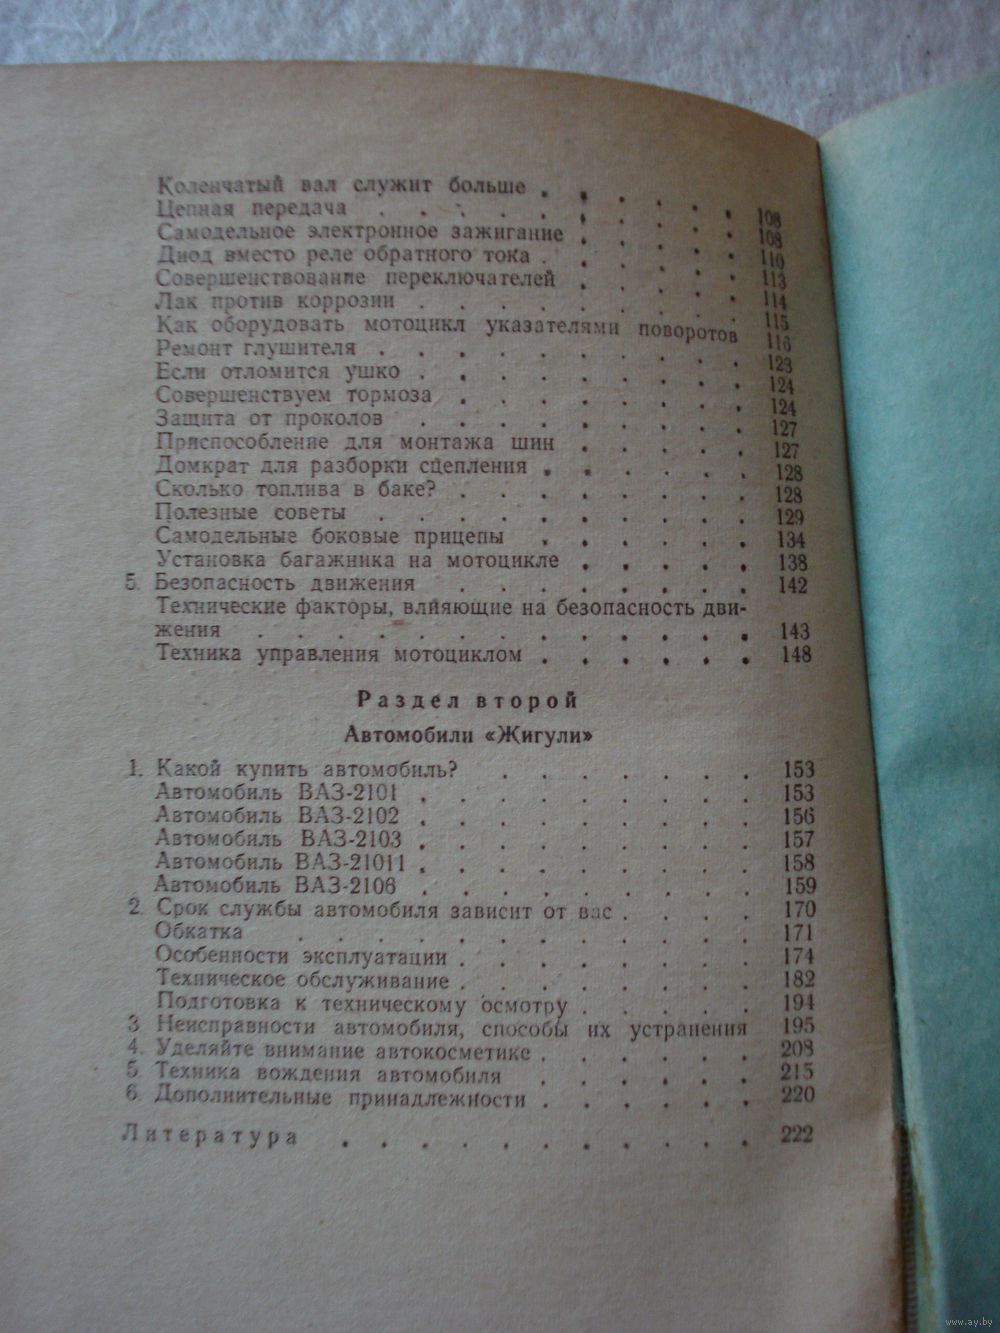 Коленчатый вал служит больше . . . . . . 108
Цепная передача . . . . . . . . . . 108
Самодельное электронное зажигание . . . . . 110
Диод вместо реле обратного тока . . . . . . 113
Совершенствование переключателей . . . . . 114
Лак против коррозии . . . . . . . . . 115
Как оборудовать мотоцикл указателями поворотов 116
Ремонт глушителя . . . . . . . . . . 123
Если отломится ушко . . . . . . . . . 124
Совершенствуем тормоза . . . . . . . . 124
Защита от проколов . . . . . . . . . 127
Приспособление для монтажа шин . . . . . 127
Домкрат для разборки сцепления . . . . . . 128
Сколько топлива в баке? . . . . . . . . 128
Полезные советы . . . . . . . . . . 129
Самодельные боковые прицепы . . . . . . 134
Установка багажника на мотоцикле . . . . . 138
5. Безопасность движения . . . . . . . . 142
Технические факторы, влияющие на безопасность дви-
жения . . . . . . . . . . . . . 143
Техника управления мотоциклом . . . . . . 148
Раздел второй
Автомобили «Жигули»
1. Какой купить автомобиль? . . . . . . . 153
Автомобиль ВАЗ-2101 . . . . . . . . . 153
Автомобиль ВАЗ-2102 . . . . . . . . . 156
Автомобиль ВАЗ-2103 . . . . . . . . . 157
Автомобиль ВАЗ-21011 . . . . . . . . . 158
Автомобиль ВАЗ-2106 . . . . . . . . . 159
2. Срок службы автомобиля зависит от вас . . . . 170
Обкатка . . . . . . . . . . . . 171
Особенности эксплуатации . . . . . . . . 174
Техническое обслуживание . . . . . . . . 182
Подготовка к техническому осмотру . . . . . 194
3. Неисправности автомобиля, способы их устранения 195
4. Уделяйте внимание автокосметике . . . . . . 208
5. Техника вождения автомобиля . . . . . . 215
6. Дополнительные принадлежности . . . . . . 220
Литература . . . . . . . . . . . 222
www.ay.by